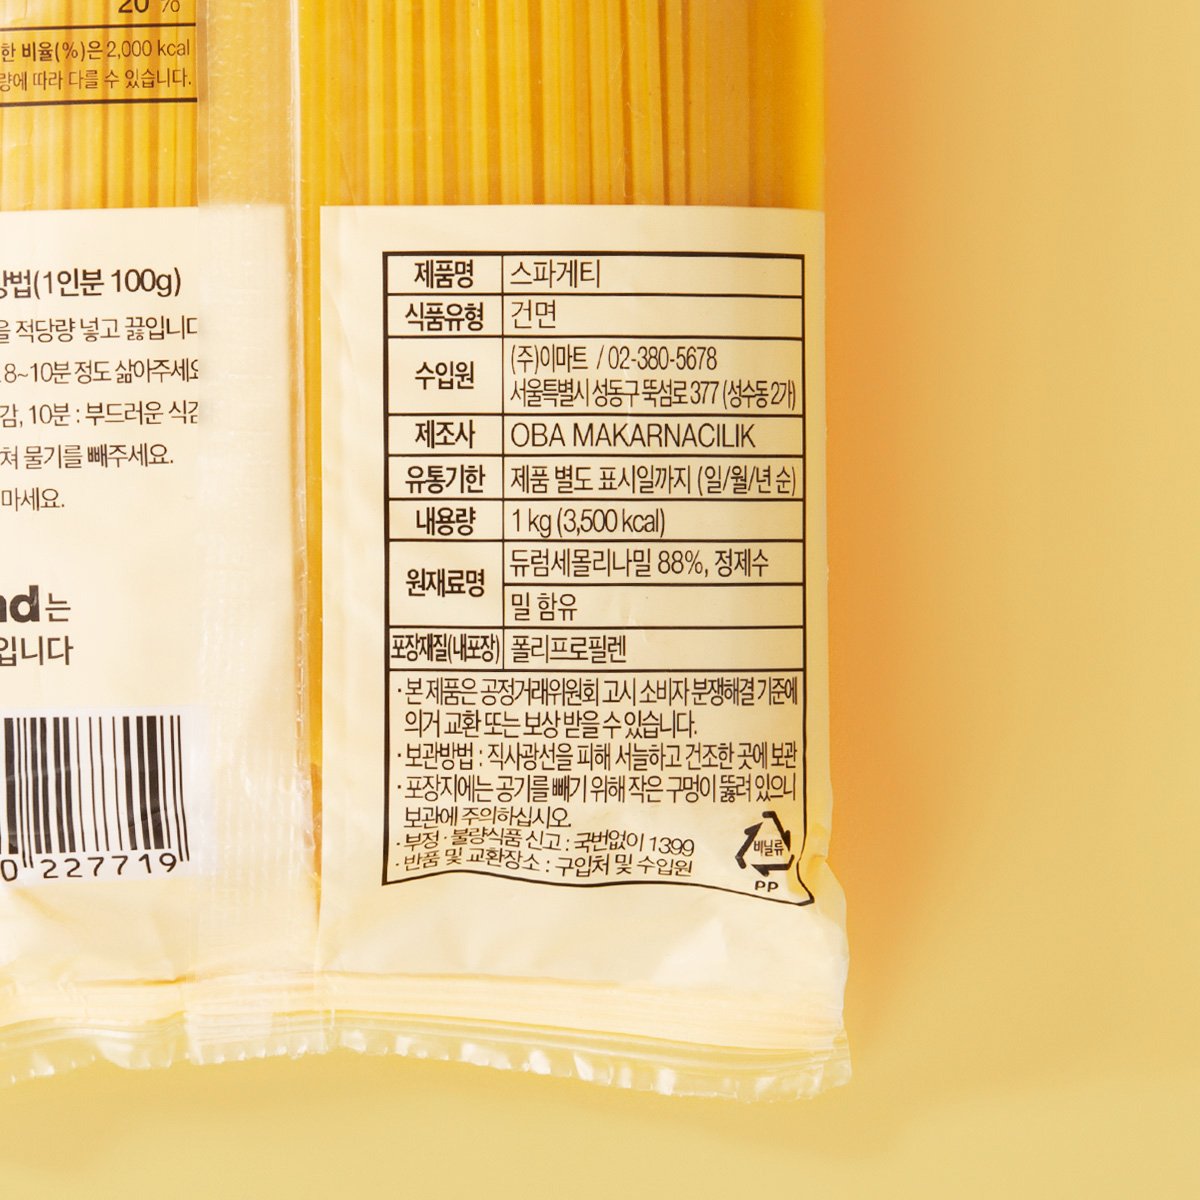 20 %
한 비율(%)은 2,000 kcal
량에 따라 다를 수 있습니다.
방법(1인분 100g)
을 적당량 넣고 끓입니다
8~10분 정도 삶아주세요
감, 10분 : 부드러운 식감
쳐 물기를 빼주세요.
마세요.
nd는
입니다
0 227719
제품명 스파게티
식품유형 건면
수입원 (주)이마트 / 02-380-5678
서울특별시 성동구 뚝섬로 377 (성수동 2가)
제조사 OBA MAKARNACILIK
유통기한 제품 별도 표시일까지 (일/월/년 순)
내용량 1 kg (3,500 kcal)
원재료명 듀럼세몰리나밀 88%, 정제수
밀 함유
포장재질(내포장) 폴리프로필렌
· 본 제품은 공정거래위원회 고시 소비자 분쟁해결 기준에
의거 교환 또는 보상 받을 수 있습니다.
· 보관방법 : 직사광선을 피해 서늘하고 건조한 곳에 보관
· 포장지에는 공기를 빼기 위해 작은 구멍이 뚫려 있으니
보관에 주의하십시오.
· 부정 · 불량식품 신고 : 국번없이 1399
· 반품 및 교환장소 : 구입처 및 수입원
비닐류
PP